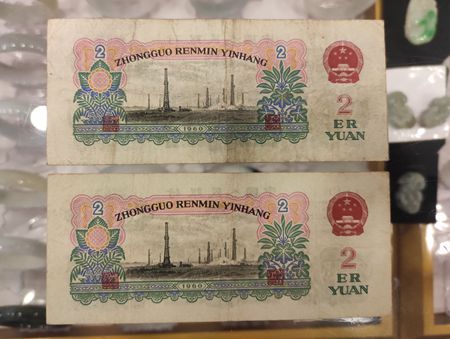 2 ZHONGGUO RENMIN YINHANG 2
2
ER
YUAN
1960
2 ZHONGGUO RENMIN YINHANG 2
2
ER
YUAN
1960